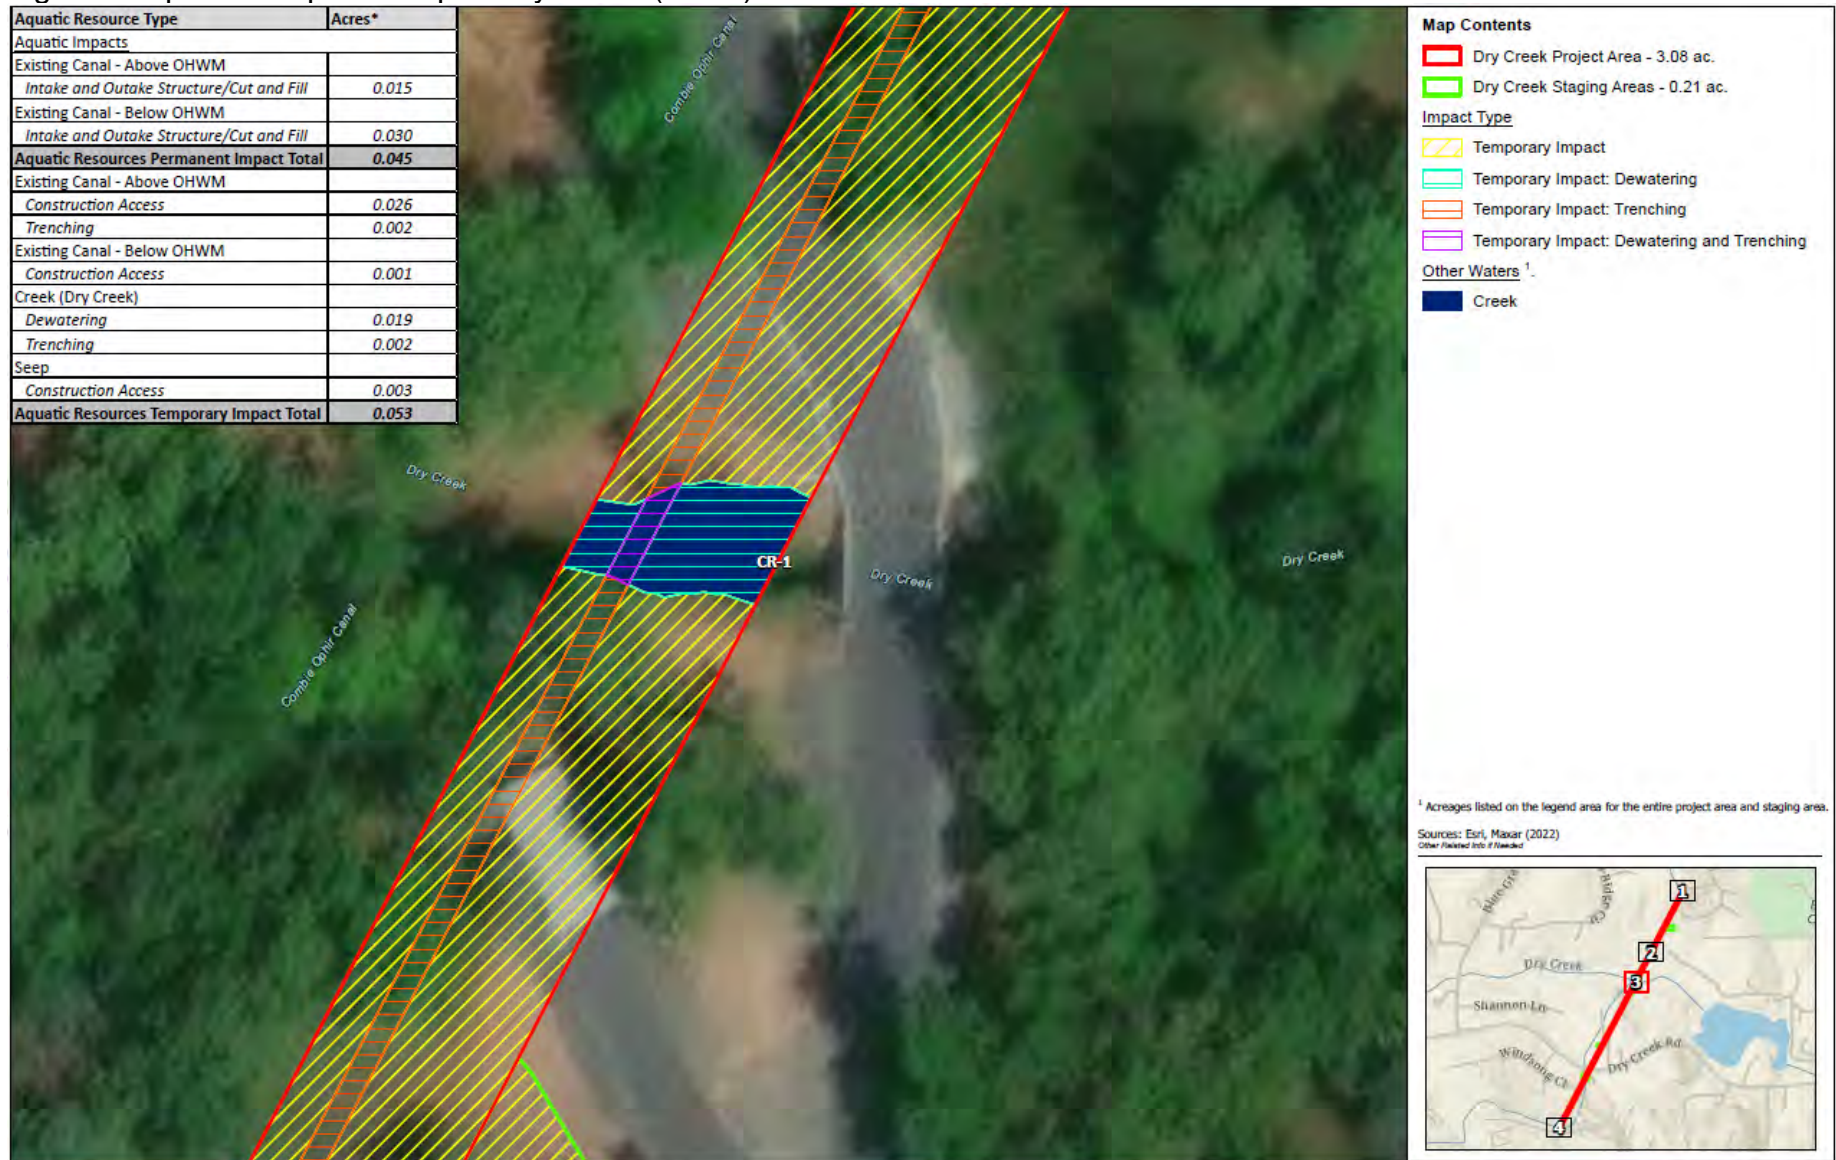 Aquatic Resource Type Acres*
Aquatic Impacts
Existing Canal - Above OHWM
Intake and Outake Structure/Cut and Fill 0.015
Existing Canal - Below OHWM
Intake and Outake Structure/Cut and Fill 0.030
Aquatic Resources Permanent Impact Total 0.045
Existing Canal - Above OHWM
Construction Access 0.026
Trenching 0.002
Existing Canal - Below OHWM
Construction Access 0.001
Creek (Dry Creek)
Dewatering 0.019
Trenching 0.002
Seep
Construction Access 0.003
Aquatic Resources Temporary Impact Total 0.053
Combie Ophir Canal
Dry Creek
CR-1
Dry Creek
Dry Creek
Combie Ophir Canal
Map Contents
Dry Creek Project Area - 3.08 ac.
Dry Creek Staging Areas - 0.21 ac.
Impact Type
Temporary Impact
Temporary Impact: Dewatering
Temporary Impact: Trenching
Temporary Impact: Dewatering and Trenching
Other Waters 1.
Creek
1 Acreages listed on the legend area for the entire project area and staging area.
Sources: Esri, Maxar (2022)
Other Related Info if Needed
1
2
Dry Creek
3
Shannon Ln
Windsong Ct
Dry Creek Rd
4